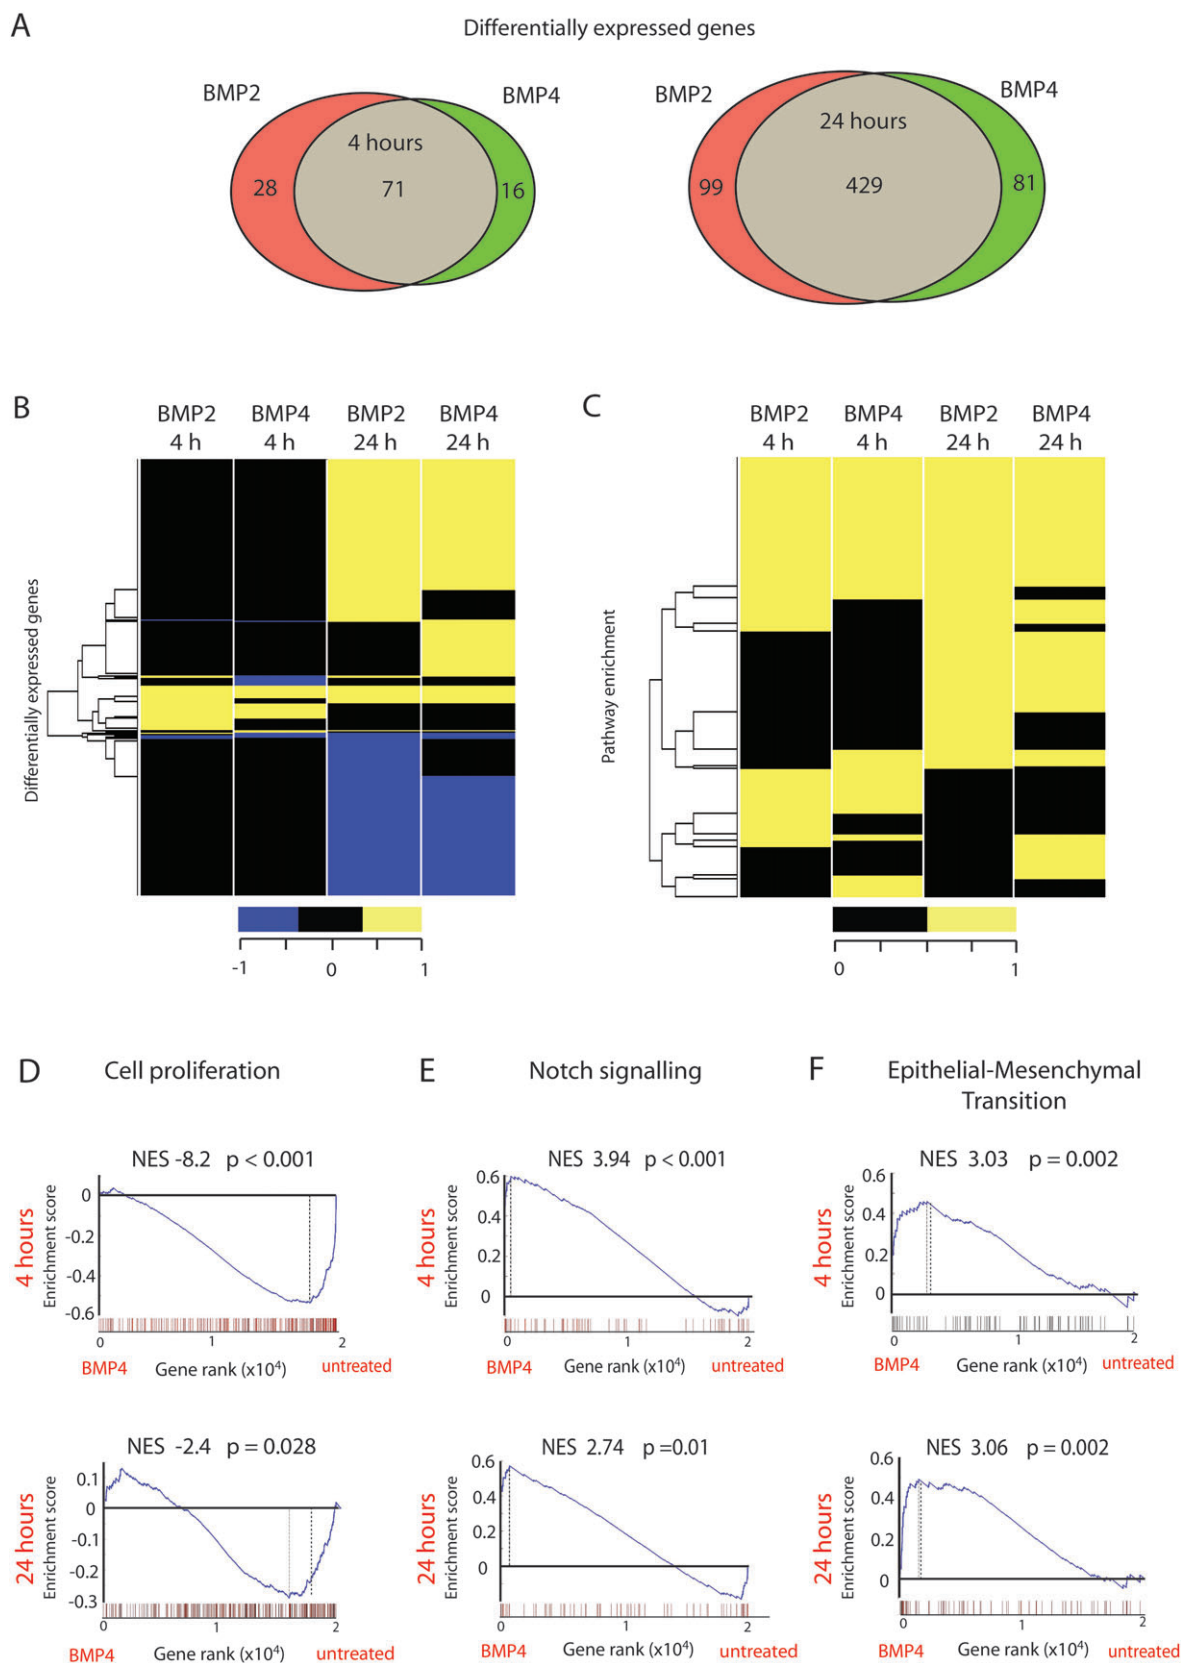 A
Differentially expressed genes
BMP2
BMP4
4 hours
28
71
16
BMP2
BMP4
24 hours
99
429
81
B
BMP2 BMP4 BMP2 BMP4
4 h 4 h 24 h 24 h
Differentially expressed genes
-1 0 1
C
BMP2 BMP4 BMP2 BMP4
4 h 4 h 24 h 24 h
Pathway enrichment
0 1
D Cell proliferation
NES -8.2 p < 0.001
4 hours
Enrichment score
0
-0.2
-0.4
-0.6
0 1 2
BMP4 Gene rank (x10⁴) untreated
NES -2.4 p = 0.028
24 hours
Enrichment score
0.1
0
-0.1
-0.2
-0.3
0 1 2
BMP4 Gene rank (x10⁴) untreated
E Notch signalling
NES 3.94 p < 0.001
4 hours
Enrichment score
0.6
0.4
0.2
0
0 1 2
BMP4 Gene rank (x10⁴) untreated
NES 2.74 p =0.01
24 hours
Enrichment score
0.6
0.4
0.2
0
0 1 2
BMP4 Gene rank (x10⁴) untreated
F Epithelial-Mesenchymal
Transition
NES 3.03 p = 0.002
4 hours
Enrichment score
0.6
0.4
0.2
0
0 1 2
BMP4 Gene rank (x10⁴) untreated
NES 3.06 p = 0.002
24 hours
Enrichment score
0.6
0.4
0.2
0
0 1 2
BMP4 Gene rank (x10⁴) untreated